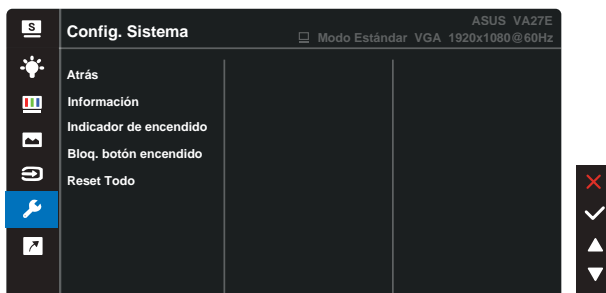 S
Config. Sistema
ASUS VA27E
Modo Estándar VGA 1920x1080@60Hz
Atrás
Información
Indicador de encendido
Bloq. botón encendido
Reset Todo